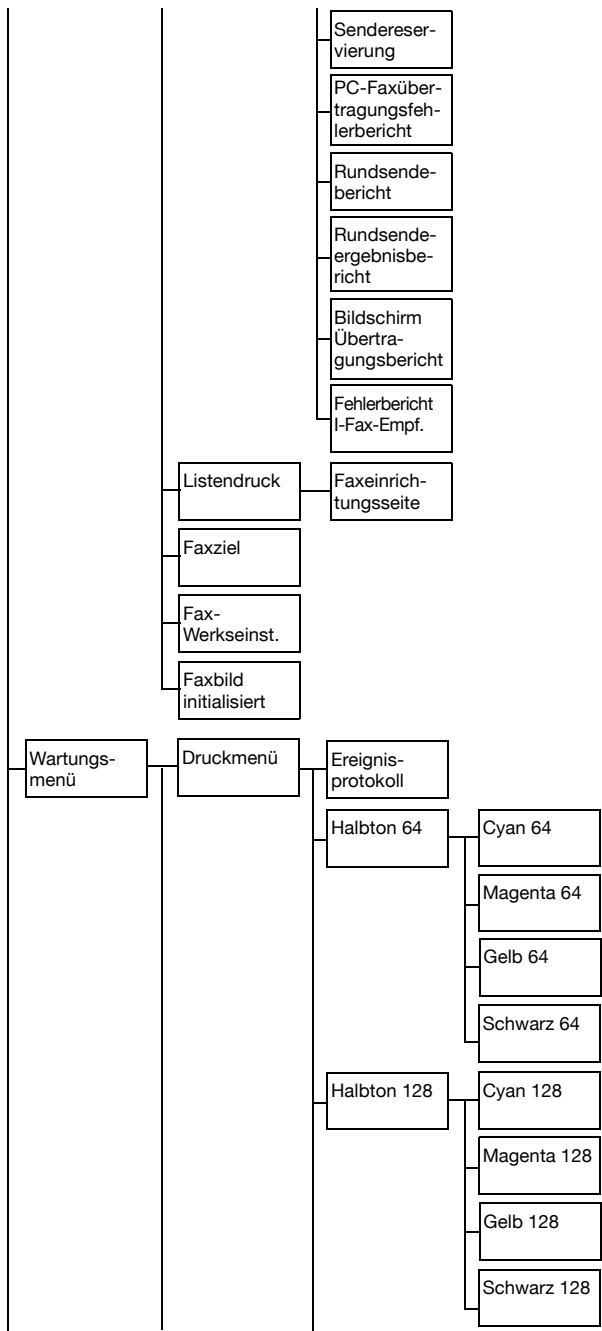 Sendereser-
vierung
PC-Faxüber-
tragungsfeh-
lerbericht
Rundsende-
bericht
Rundsende-
ergebnisbe-
richt
Bildschirm
Übertra-
gungsbericht
Fehlerbericht
I-Fax-Empf.
Listendruck
Faxeinrich-
tungsseite
Faxziel
Fax-
Werkseinst.
Faxbild
initialisiert
Wartungs-
menü
Druckmenü
Ereignis-
protokoll
Halbton 64
Cyan 64
Magenta 64
Gelb 64
Schwarz 64
Halbton 128
Cyan 128
Magenta 128
Gelb 128
Schwarz 128